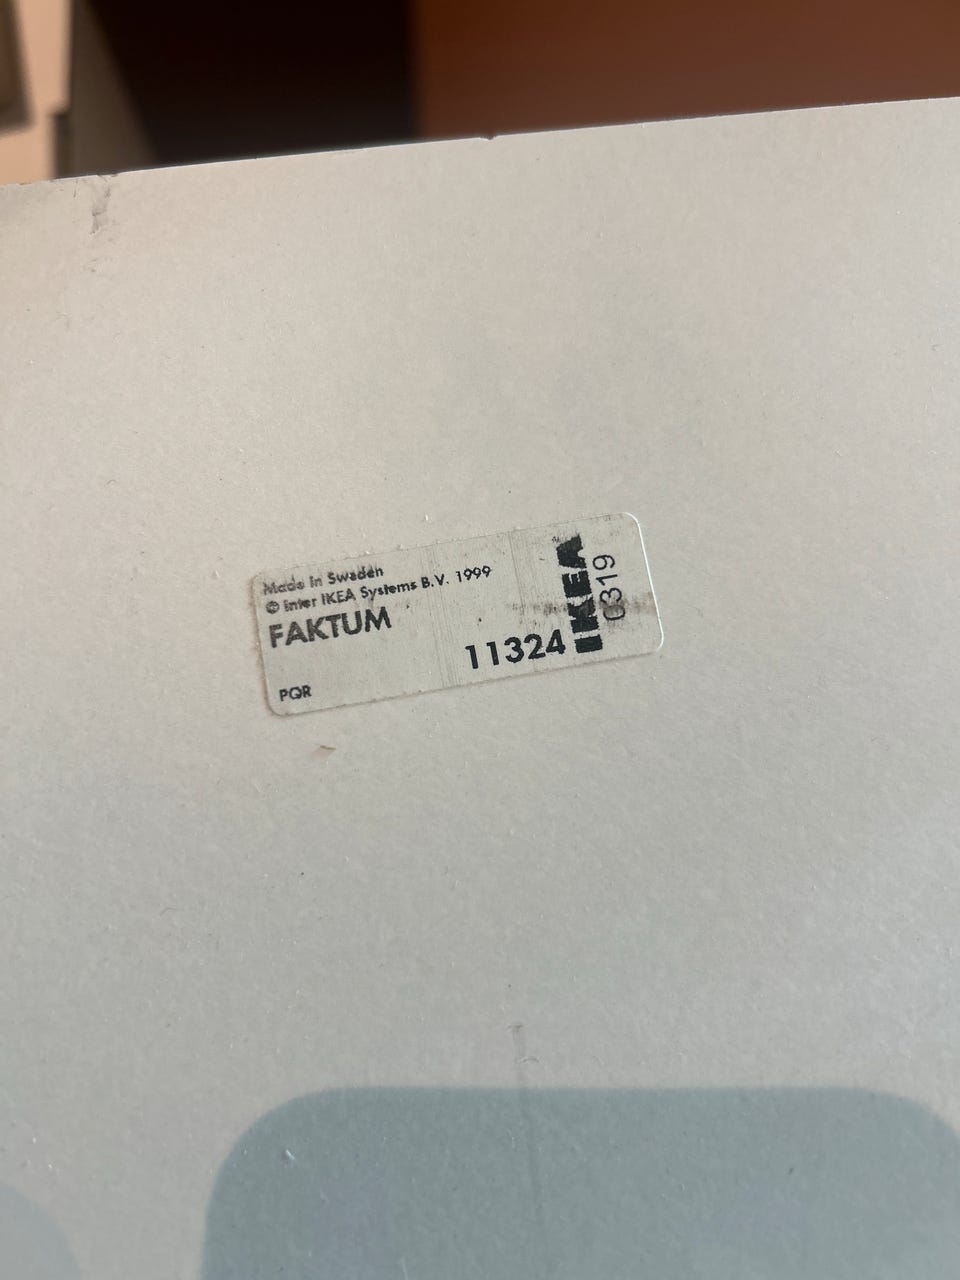 Made in Sweden
© Inter IKEA Systems B.V. 1999
FAKTUM
11324
PQR
IKEA
0319